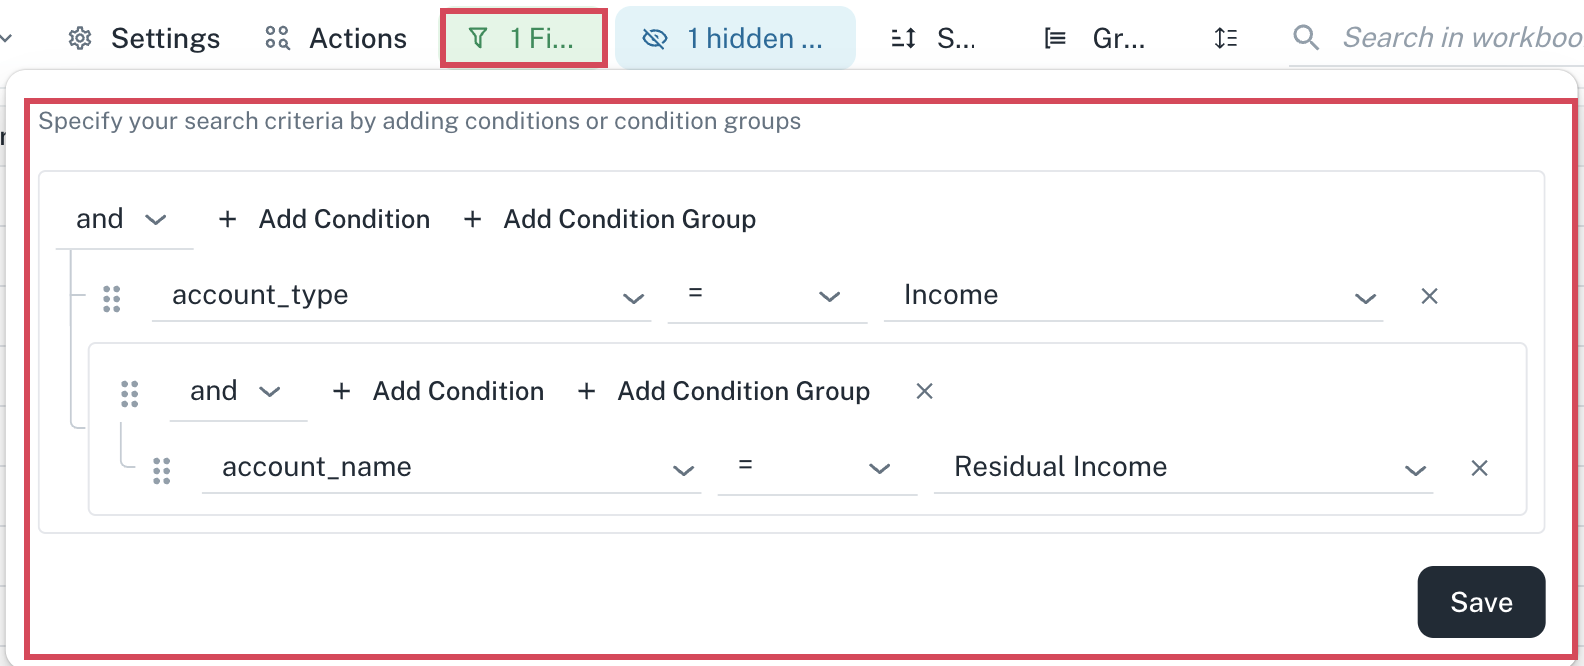 Settings Actions 1 Fi... 1 hidden ... S... Gr... Search in workboo
Specify your search criteria by adding conditions or condition groups
and + Add Condition + Add Condition Group
account_type = Income
and + Add Condition + Add Condition Group
account_name = Residual Income
Save